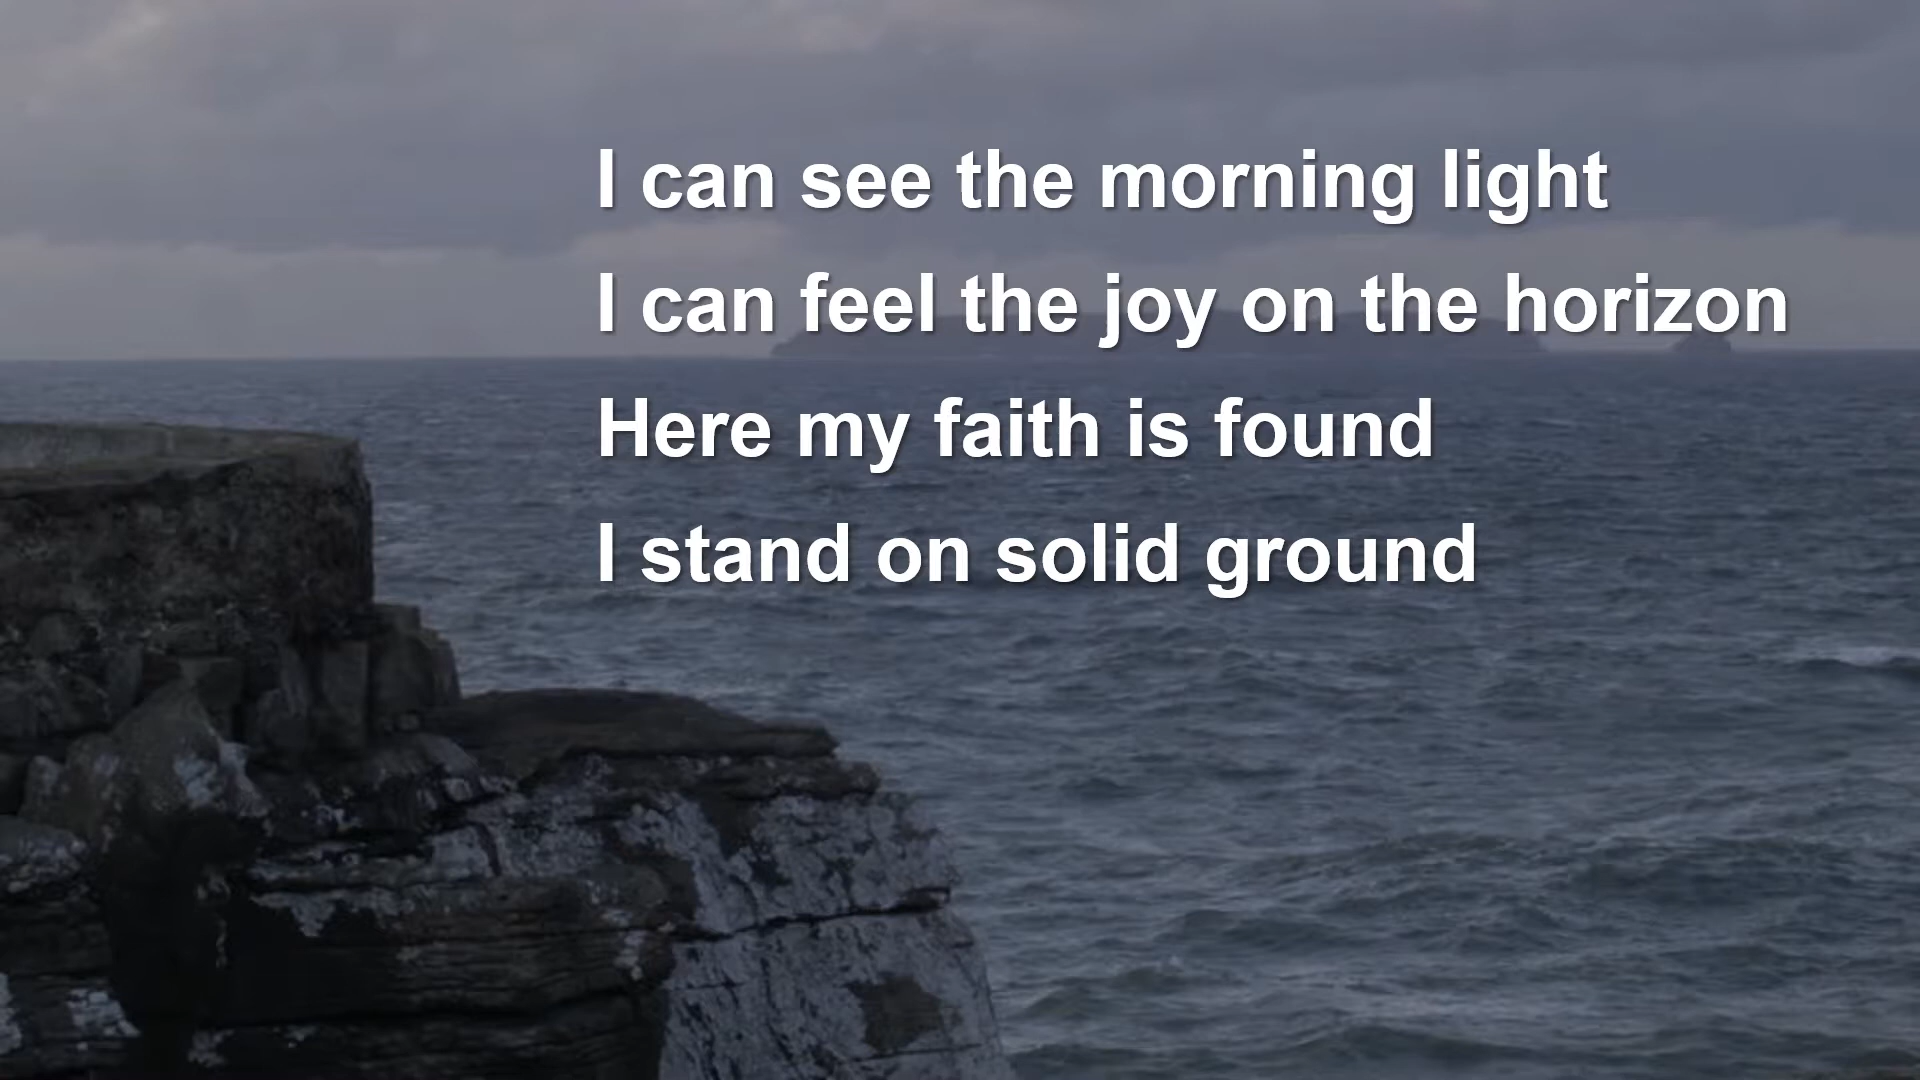 I can see the morning light
I can feel the joy on the horizon
Here my faith is found
I stand on solid ground